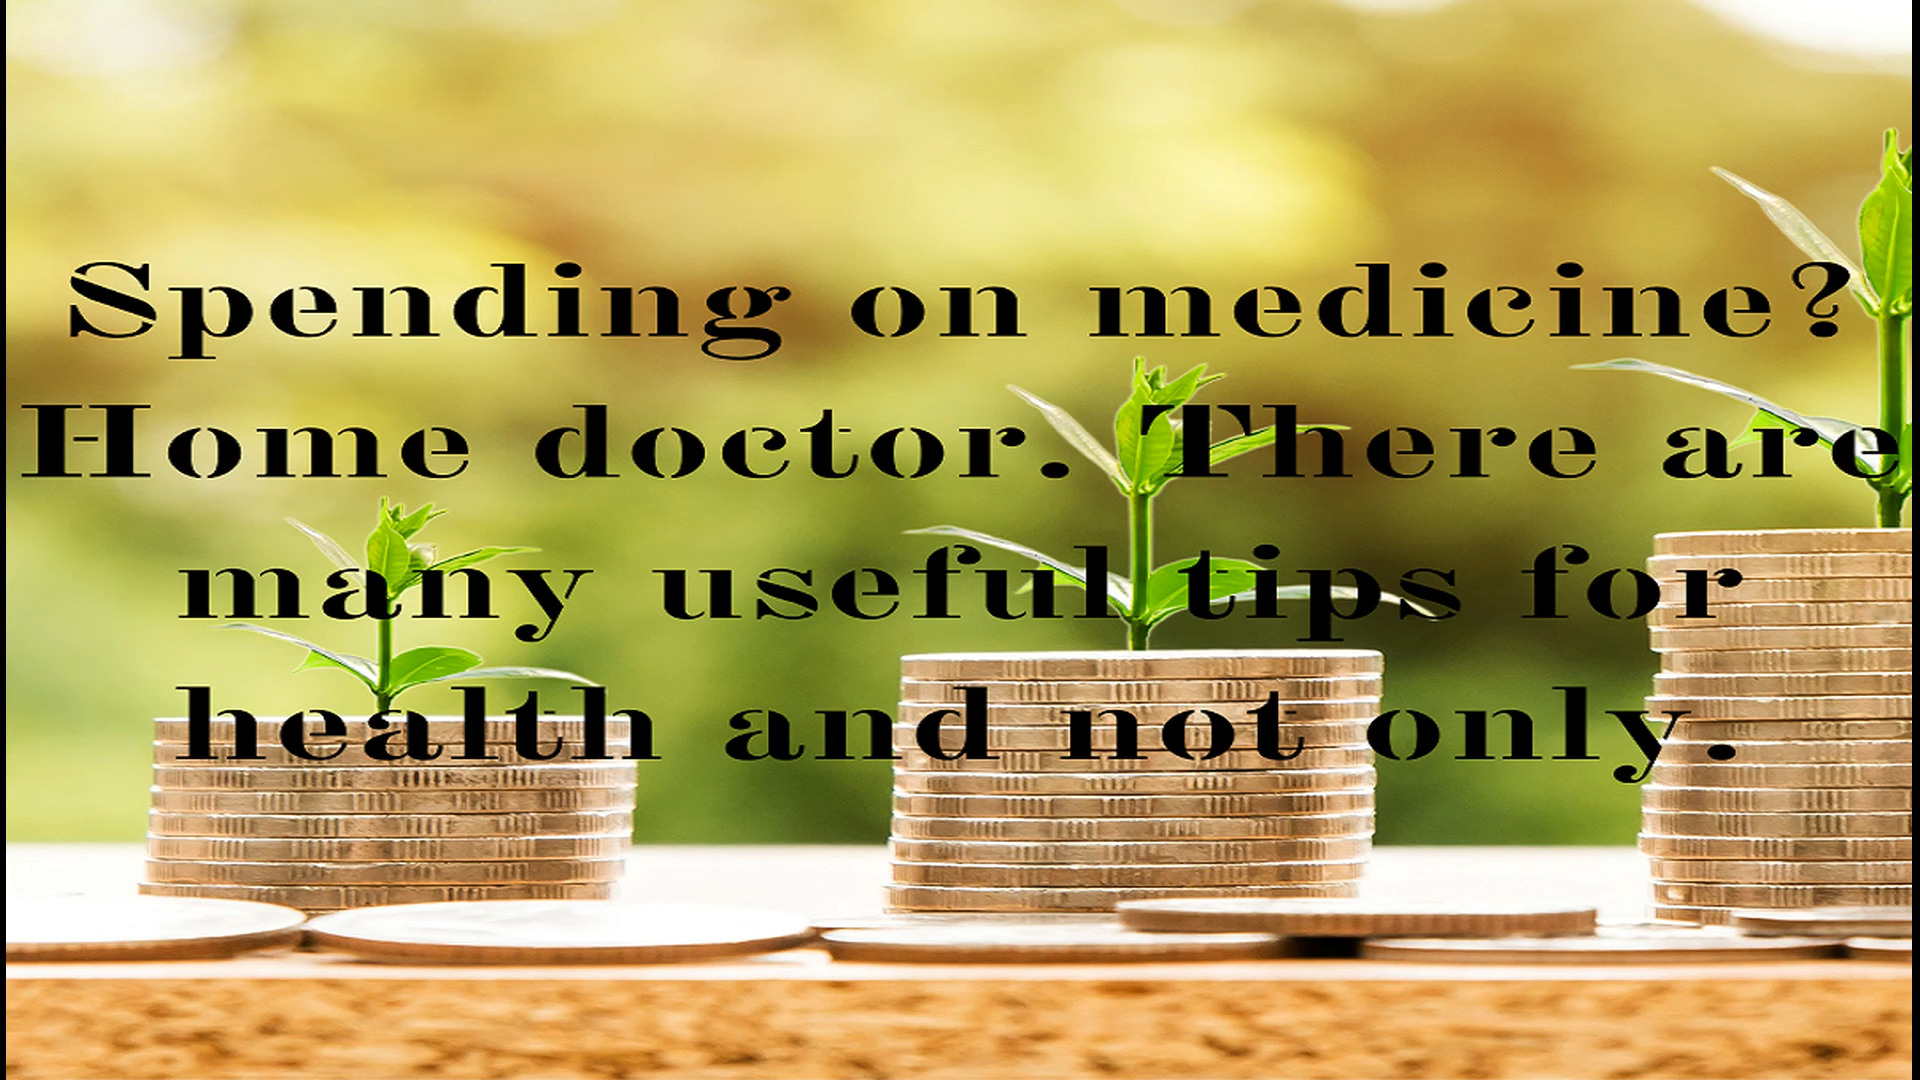 Spending on medicine?
Home doctor. There are
many useful tips for
health and not only.